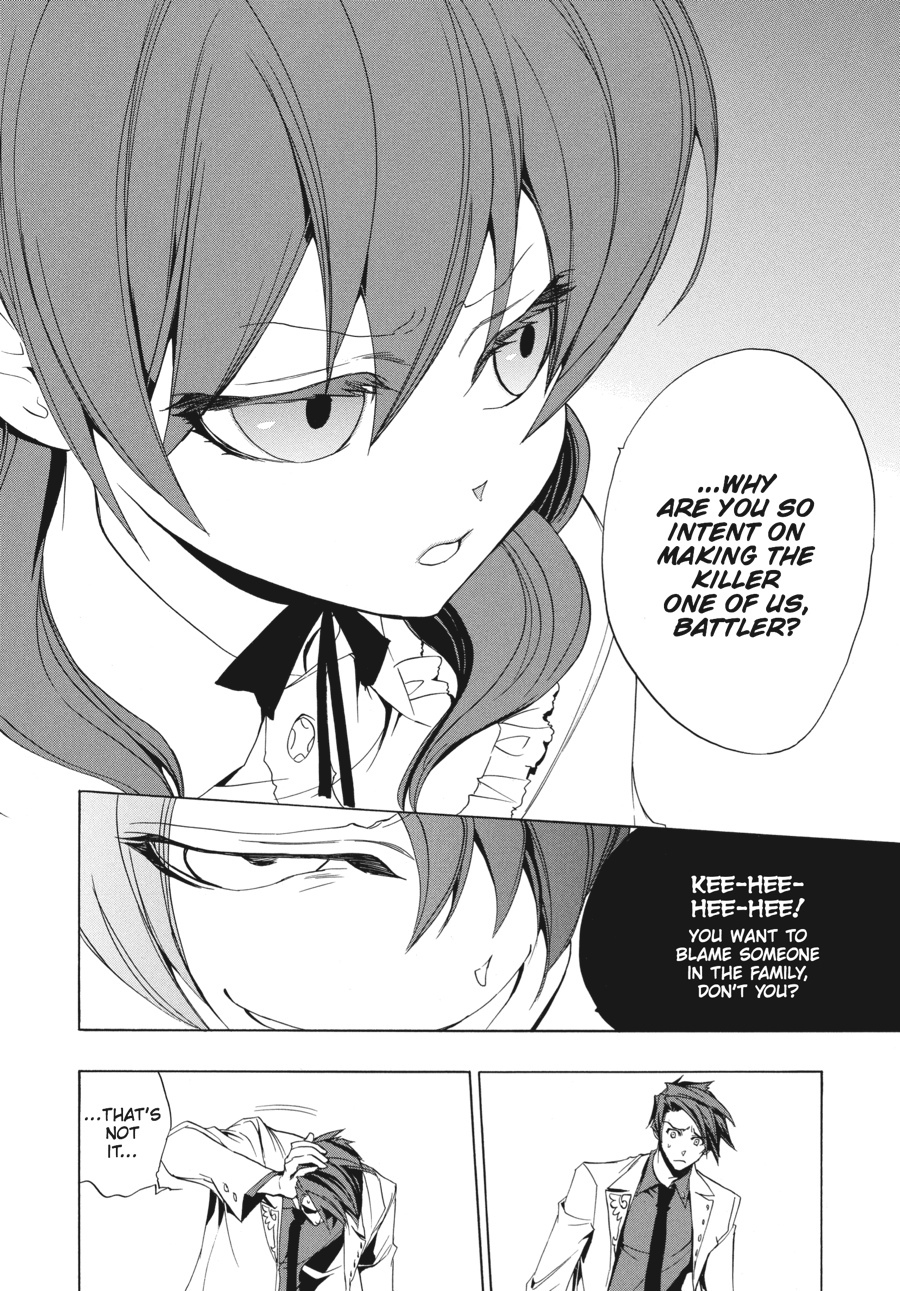 ...WHY
ARE YOU SO
INTENT ON
MAKING THE
KILLER
ONE OF US,
BATTLER?
KEE-HEE-
HEE-HEE!
YOU WANT TO
BLAME SOMEONE
IN THE FAMILY,
DON'T YOU?
...THAT'S
NOT
IT...